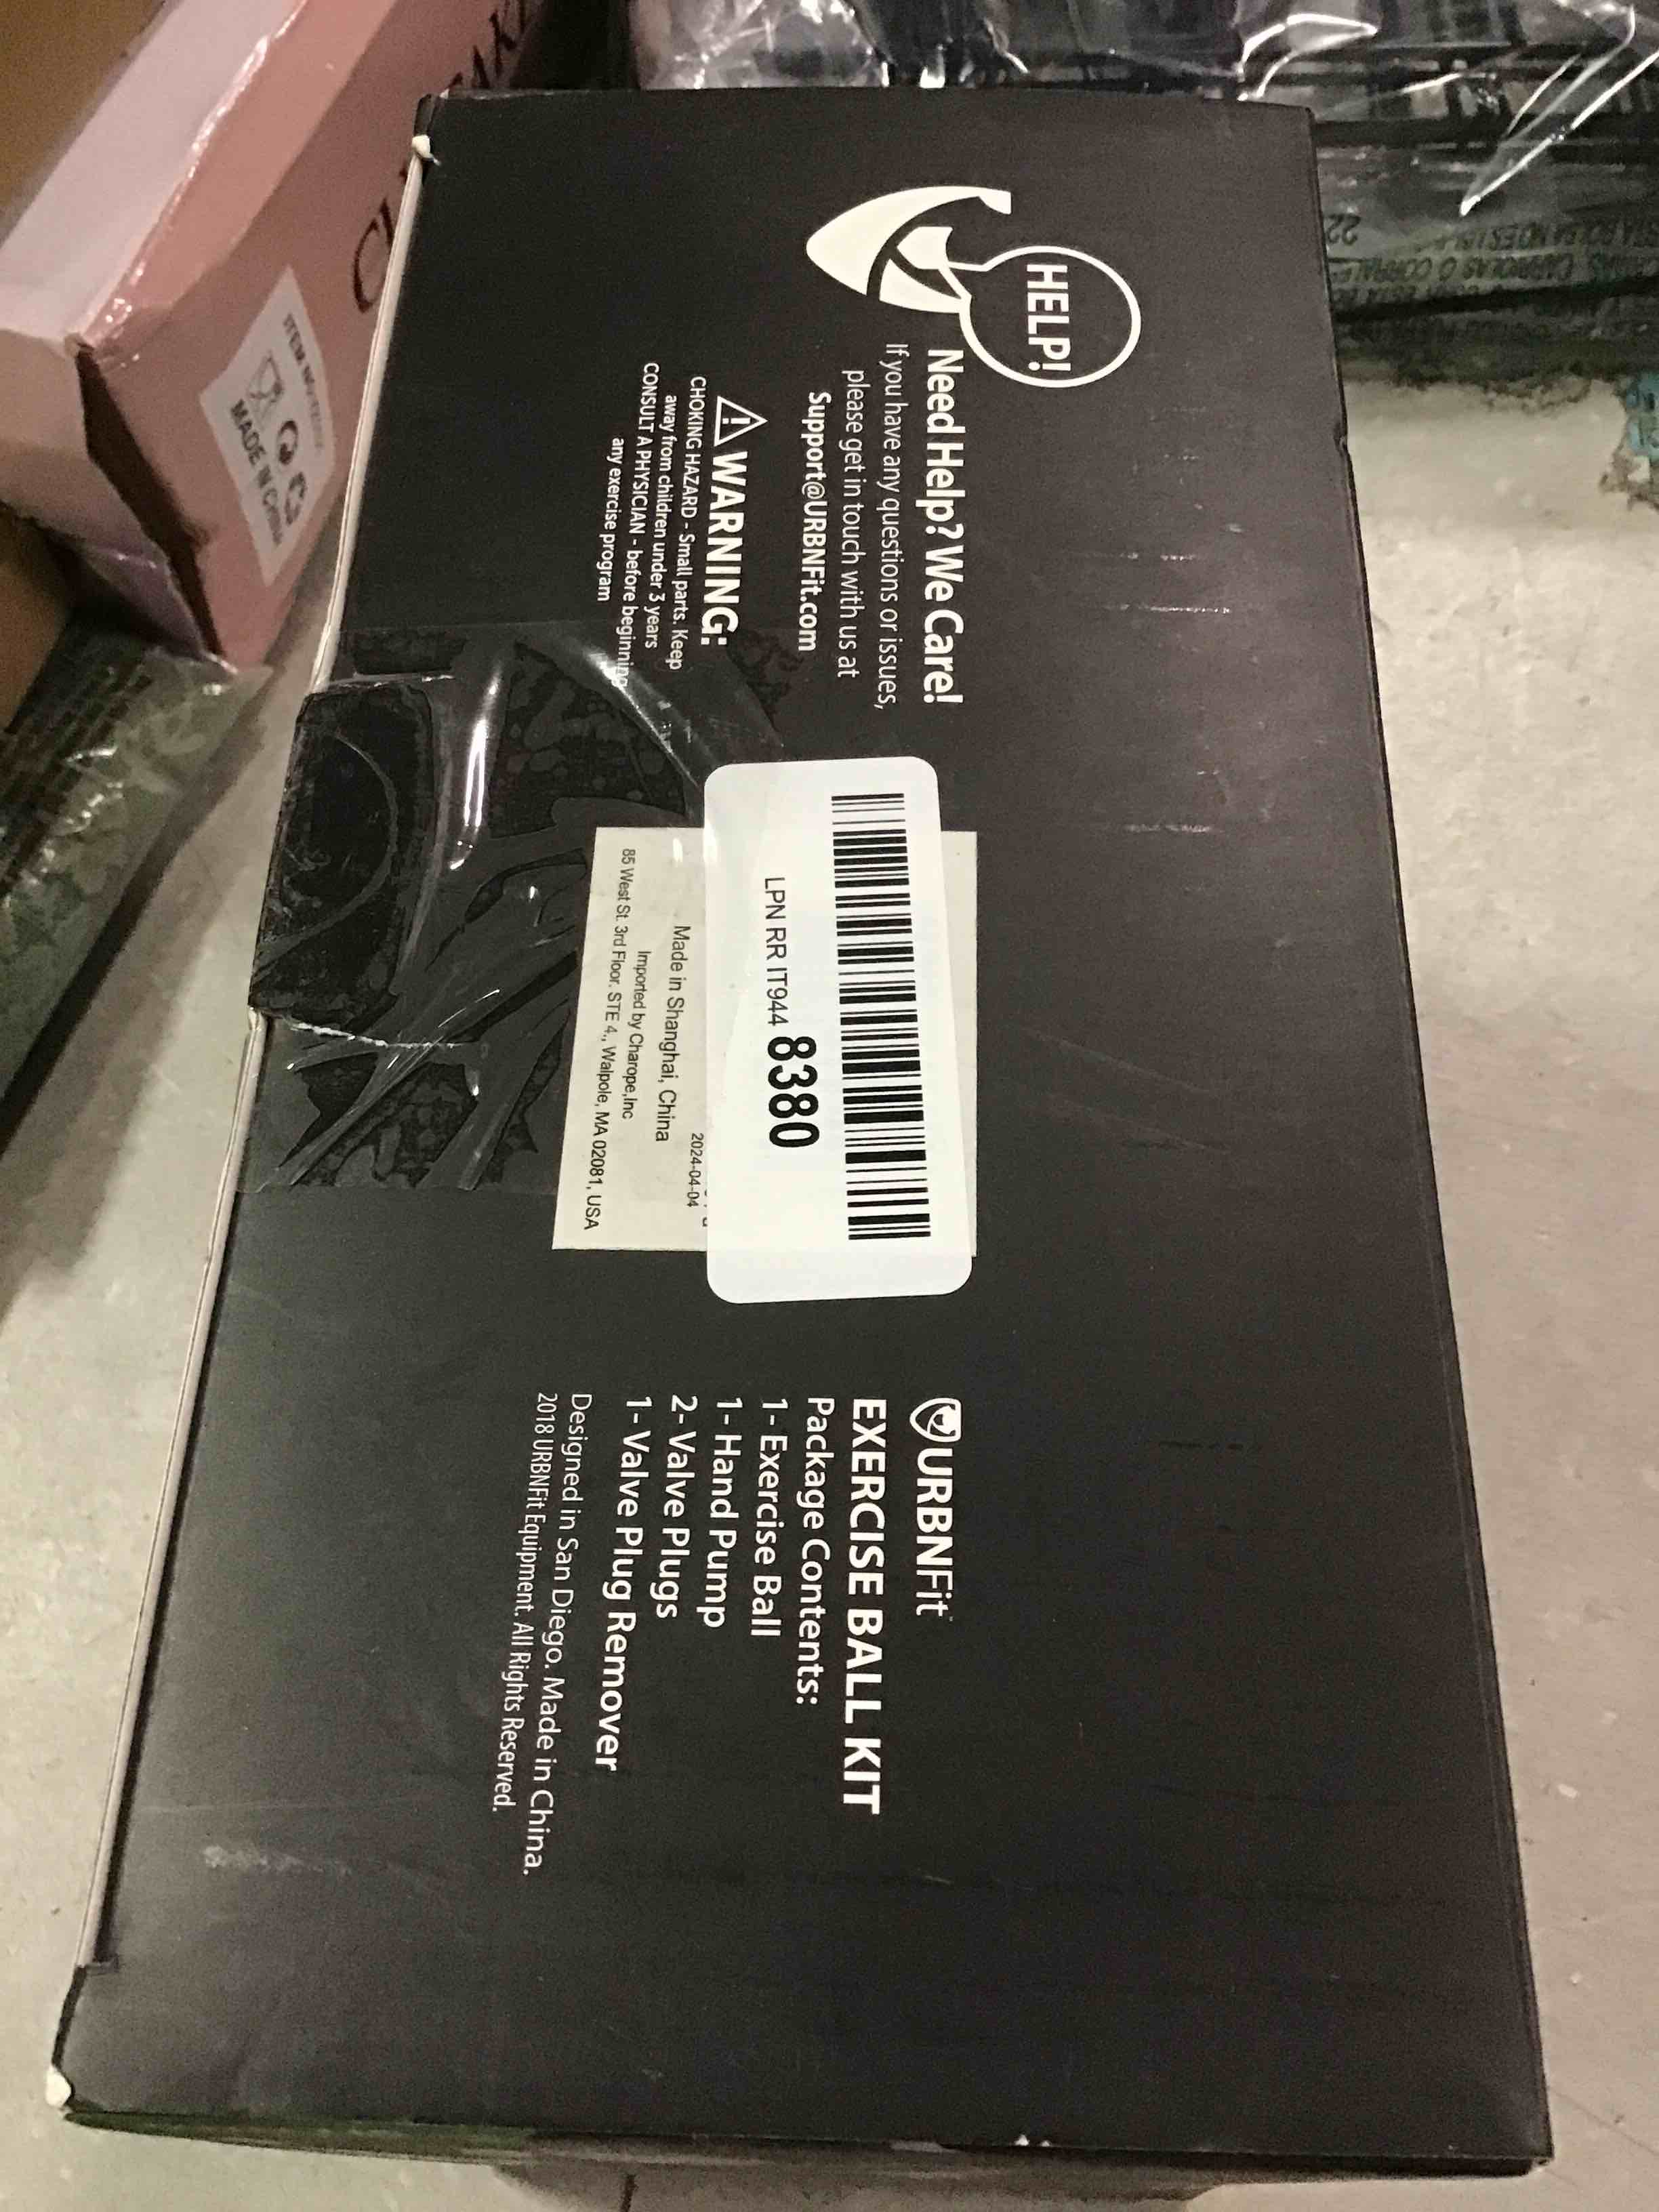 HELP!
Need Help? We Care!
If you have any questions or issues,
please get in touch with us at
Support@URBNFit.com
WARNING:
CHOKING HAZARD - Small parts. Keep
away from children under 3 years
CONSULT A PHYSICIAN - before beginning
any exercise program
LPN RR IT944 8380
2024-04-04
Made in Shanghai, China
Imported by Charope,Inc
85 West St. 3rd Floor. STE 4., Walpole, MA 02081, USA
URBNFit
EXERCISE BALL KIT
Package Contents:
1- Exercise Ball
1- Hand Pump
2- Valve Plugs
1- Valve Plug Remover
Designed in San Diego. Made in China.
2018 URBNFit Equipment. All Rights Reserved.
ITEM
MADE IN CHINA
22